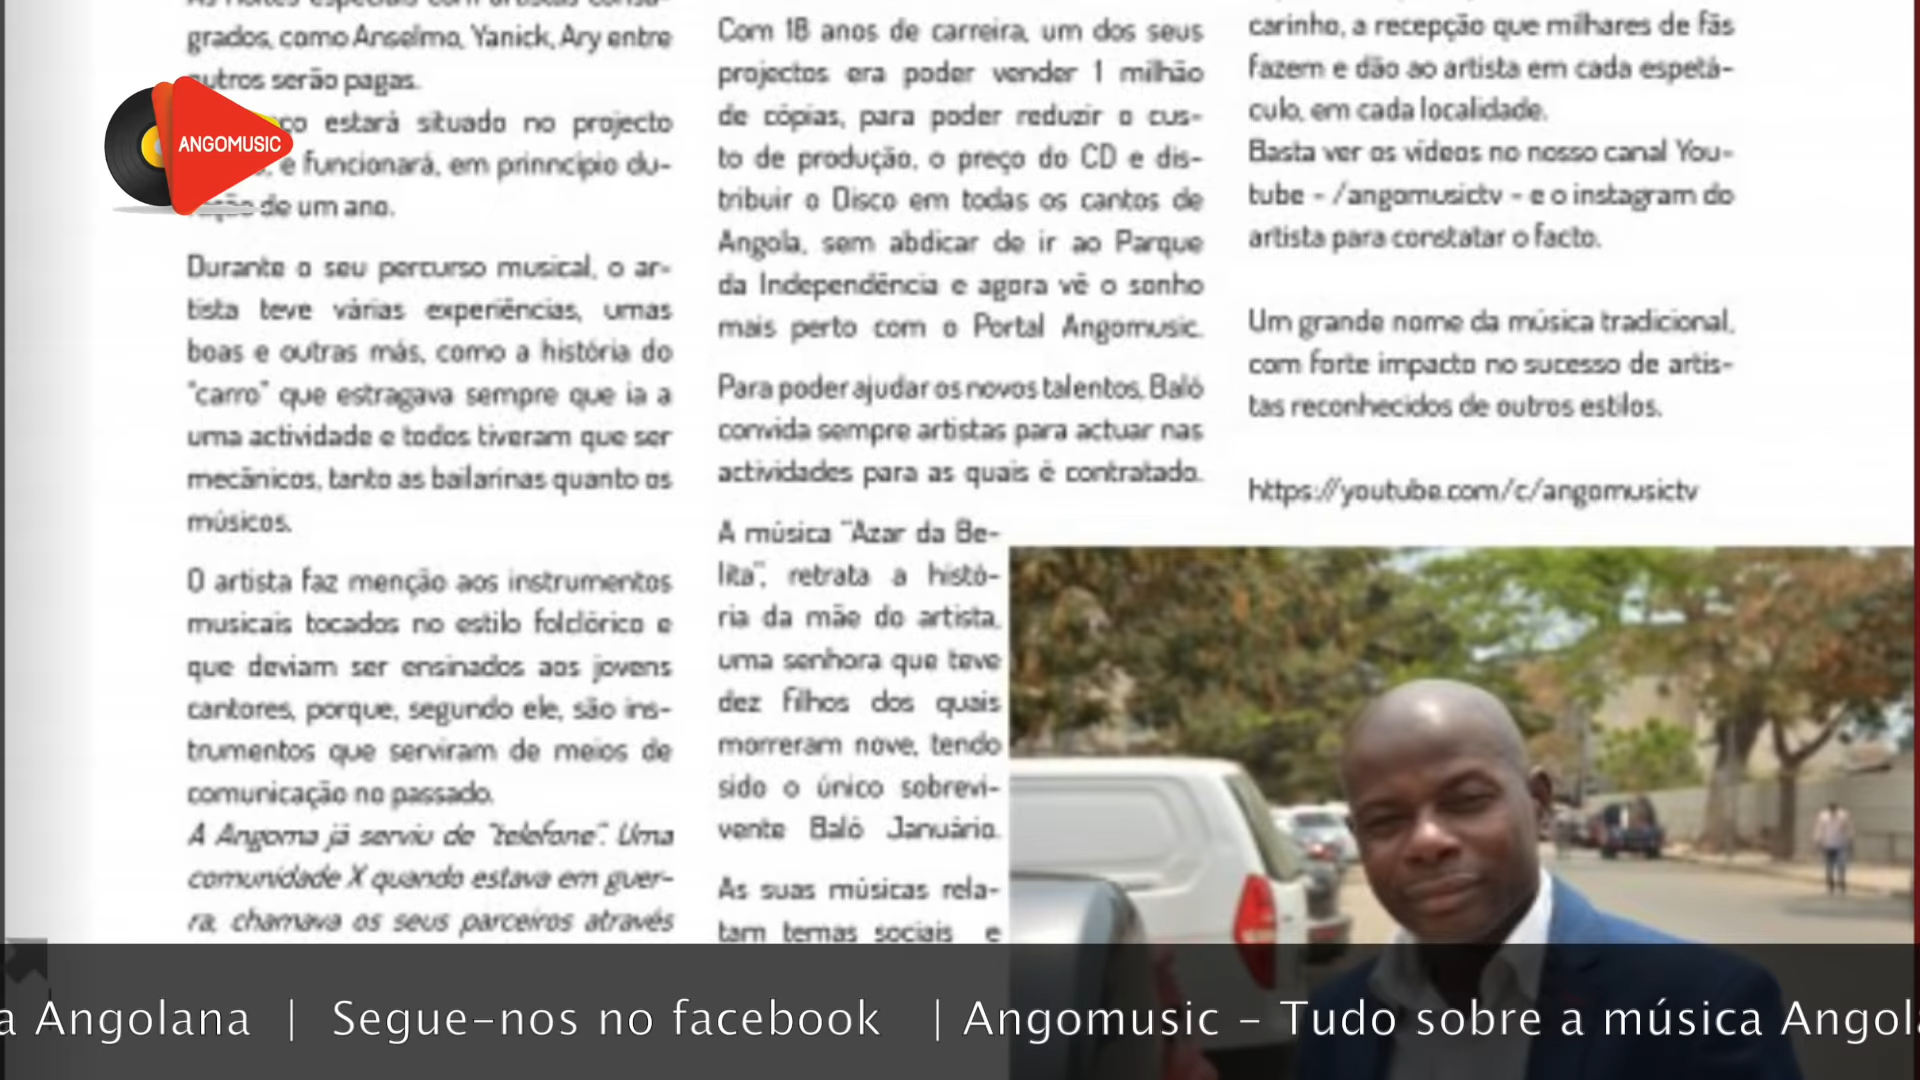 grados, como Anselmo, Yanick, Ary entre
outros serão pagas.
estará situado no projecto
e funcionará, em prinncípio du-
de um ano.
Durante o seu percurso musical, o ar-
tista teve várias experiências, umas
boas e outras más, como a história do
"carro" que estragava sempre que ia a
uma actividade e todos tiveram que ser
mecânicos, tanto as bailarinas quanto os
músicos.
O artista faz menção aos instrumentos
musicais tocados no estilo folclórico e
que deviam ser ensinados aos jovens
cantores, porque, segundo ele, são ins-
trumentos que serviram de meios de
comunicação no passado.
A Angoma já serviu de "telefone". Uma
comunidade X quando estava em guer-
ra, chamava os seus parceiros através
Com 18 anos de carreira, um dos seus
projectos era poder vender 1 milhão
de cópias, para poder reduzir o cus-
to de produção, o preço do CD e dis-
tribuir o Disco em todas os cantos de
Angola, sem abdicar de ir ao Parque
da Independência e agora vê o sonho
mais perto com o Portal Angomusic.
Para poder ajudar os novos talentos, Baló
convida sempre artistas para actuar nas
actividades para as quais é contratado.
A música "Azar da Be-
lita", retrata a histó-
ria da mãe do artista,
uma senhora que teve
dez Filhos dos quais
morreram nove, tendo
sido o único sobrevi-
vente Baló Januário.
As suas músicas rela-
tam temas sociais e
carinho, a recepção que milhares de fãs
fazem e dão ao artista em cada espetá-
culo, em cada localidade.
Basta ver os vídeos no nosso canal You-
tube - /angomusictv - e o instagram do
artista para constatar o facto.
Um grande nome da música tradicional,
com forte impacto no sucesso de artis-
tas reconhecidos de outros estilos.
https://youtube.com/c/angomusictv
ANGOMUSIC
a Angolana | Segue-nos no facebook | Angomusic - Tudo sobre a música Angola